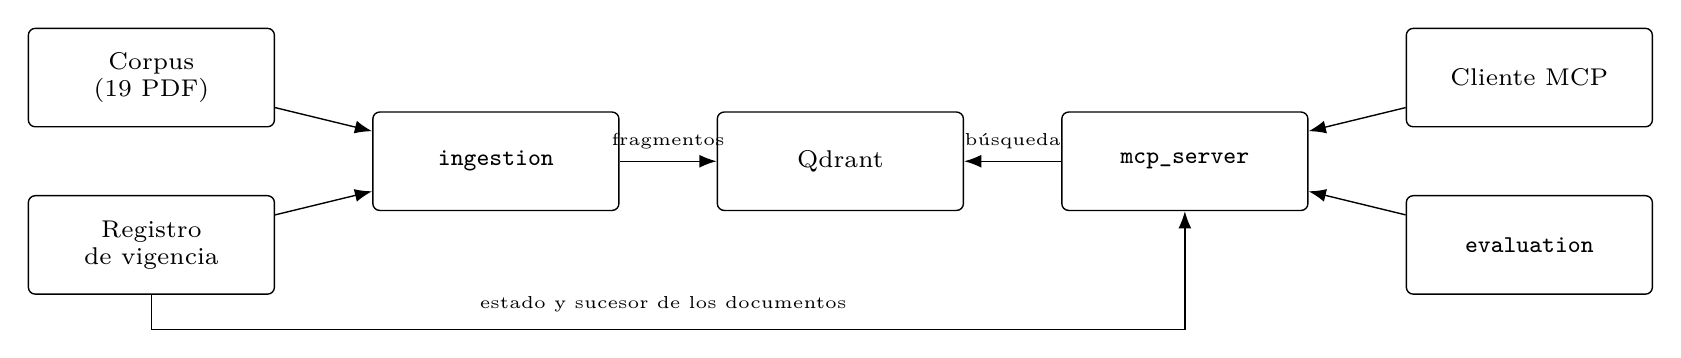 Corpus
(19 PDF)
Registro
de vigencia
ingestion
fragmentos
Qdrant
búsqueda
mcp_server
Cliente MCP
evaluation
estado y sucesor de los documentos